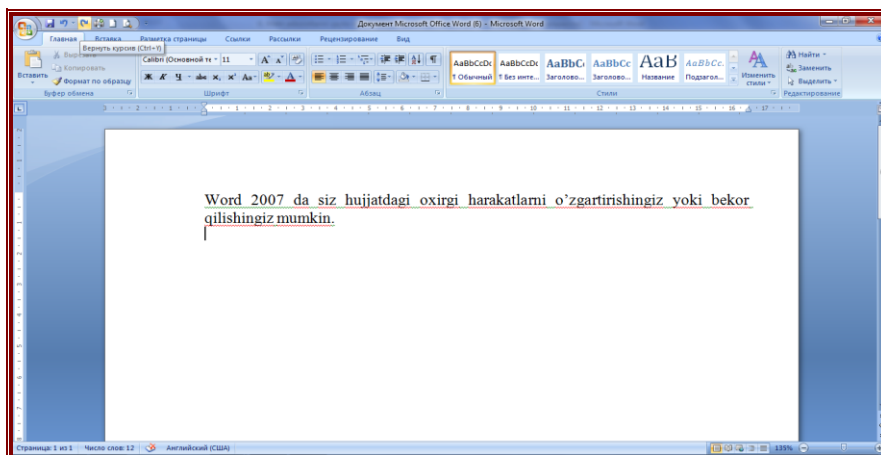 Документ Microsoft Office Word (6) - Microsoft Word
Главная Вставка Разметка страницы Ссылки Рассылки Рецензирование Вид
Вернуть курсив (Ctrl+Y)
Вставить
Копировать
Формат по образцу
Буфер обмена
Calibri (Основной те 11
Ж К Ч abc x, x' Aa
Шрифт
Абзац
AaBbCcDc AaBbCcDc AaBbC AaBbCc АаВ AaBbCc.
¶ Обычный ¶ Без инте... Заголово... Заголово... Название Подзагол...
Изменить стили
Стили
Найти
Заменить
Выделить
Редактирование
Word 2007 da siz hujjatdagi oxirgi harakatlarni o’zgartirishingiz yoki bekor
qilishingiz mumkin.
Страница: 1 из 1 Число слов: 12 Английский (США) 135%